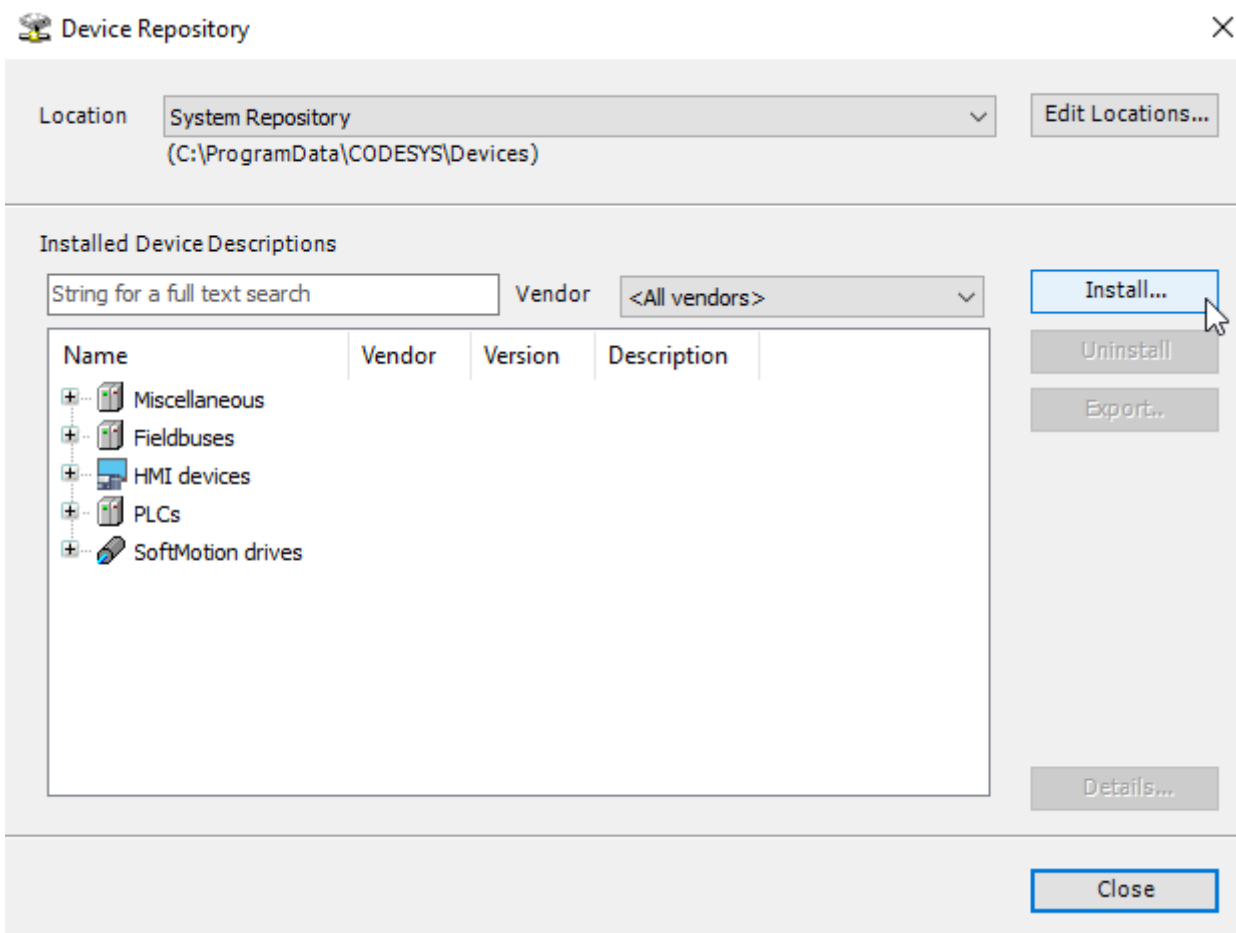 Device Repository
Location
System Repository
Edit Locations...
(C:\ProgramData\CODESYS\Devices)
Installed Device Descriptions
String for a full text search
Vendor
<All vendors>
Install...
Name Vendor Version Description
Uninstall
Miscellaneous
Export..
Fieldbuses
HMI devices
PLCs
SoftMotion drives
Details...
Close